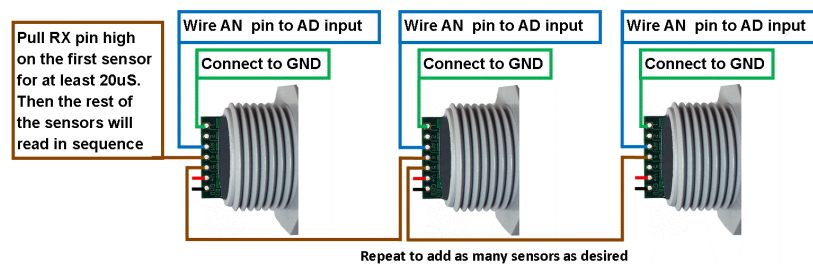 Pull RX pin high
on the first sensor
for at least 20uS.
Then the rest of
the sensors will
read in sequence
Wire AN pin to AD input
Connect to GND
Wire AN pin to AD input
Connect to GND
Wire AN pin to AD input
Connect to GND
Repeat to add as many sensors as desired